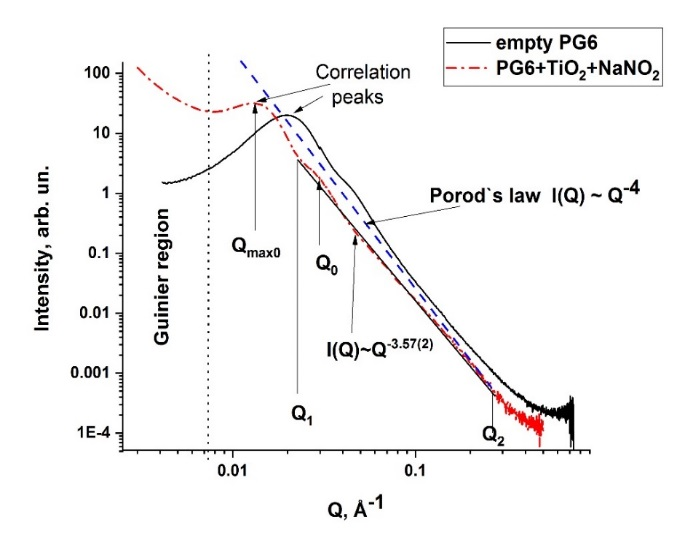 empty PG6
PG6+TiO₂+NaNO₂
Correlation
peaks
100
10
1
0.1
0.01
0.001
1E-4
Intensity, arb. un.
Guinier region
Porod`s law I(Q) ~ Q⁻⁴
Qmax0
Q₀
I(Q)~Q⁻³·⁵⁷⁽²⁾
Q₁
Q₂
0.01
0.1
Q, Å⁻¹